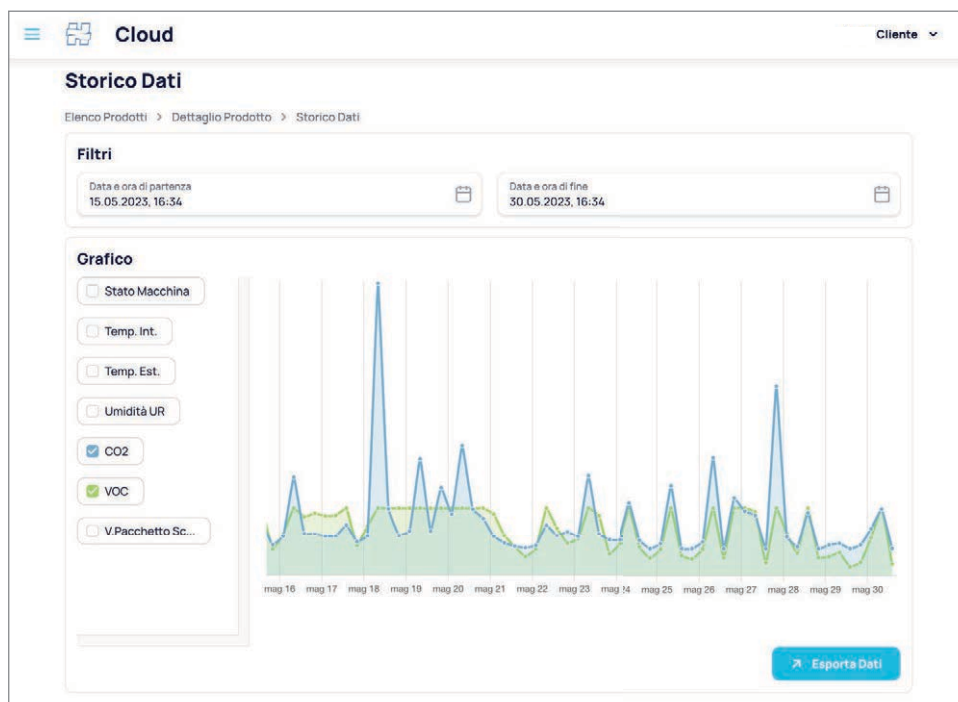 Cloud
Cliente
Storico Dati
Elenco Prodotti > Dettaglio Prodotto > Storico Dati
Filtri
Data e ora di partenza
15.05.2023, 16:34
Data e ora di fine
30.05.2023, 16:34
Grafico
Stato Macchina
Temp. Int.
Temp. Est.
Umidità UR
CO2
VOC
V.Pacchetto Sc...
mag 16 mag 17 mag 18 mag 19 mag 20 mag 21 mag 22 mag 23 mag 14 mag 25 mag 26 mag 27 mag 28 mag 29 mag 30
Esporta Dati